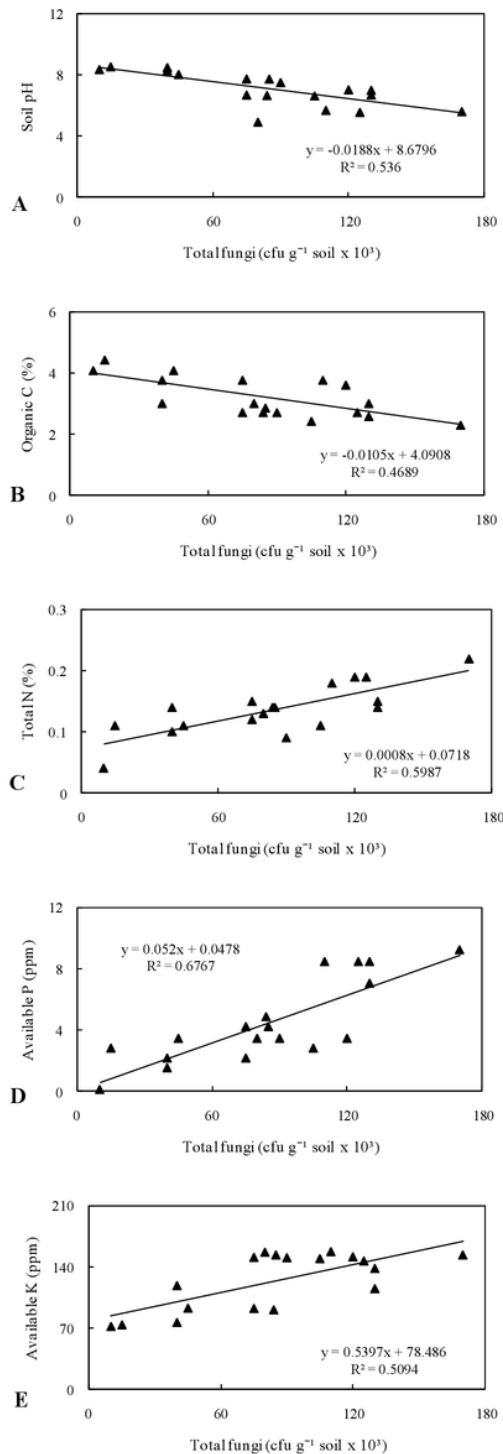 12
8
4
0
Soil pH
y = -0.0188x + 8.6796
R² = 0.536
A
0 60 120 180
Total fungi (cfu g⁻¹ soil x 10³)
6
4
2
0
Organic C (%)
y = -0.0105x + 4.0908
R² = 0.4689
B
0 60 120 180
Total fungi (cfu g⁻¹ soil x 10³)
0.3
0.2
0.1
0
Total N (%)
y = 0.0008x + 0.0718
R² = 0.5987
C
0 60 120 180
Total fungi (cfu g⁻¹ soil x 10³)
12
8
4
0
Available P (ppm)
y = 0.052x + 0.0478
R² = 0.6767
D
0 60 120 180
Total fungi (cfu g⁻¹ soil x 10³)
210
140
70
0
Available K (ppm)
y = 0.5397x + 78.486
R² = 0.5094
E
0 60 120 180
Total fungi (cfu g⁻¹ soil x 10³)